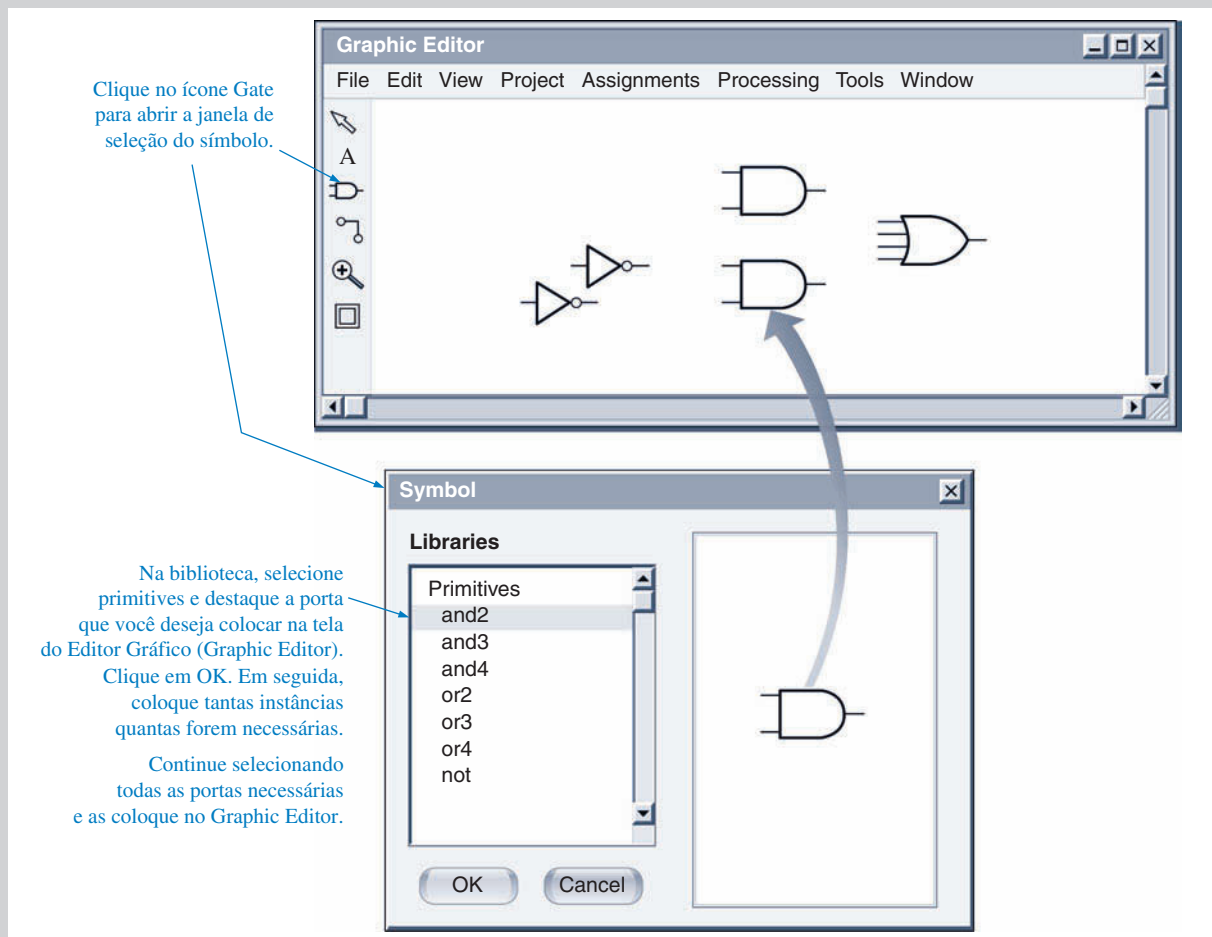 Graphic Editor
File Edit View Project Assignments Processing Tools Window
A
Clique no ícone Gate
para abrir a janela de
seleção do símbolo.
Symbol
Libraries
Primitives
and2
and3
and4
or2
or3
or4
not
OK
Cancel
Na biblioteca, selecione
primitives e destaque a porta
que você deseja colocar na tela
do Editor Gráfico (Graphic Editor).
Clique em OK. Em seguida,
coloque tantas instâncias
quantas forem necessárias.
Continue selecionando
todas as portas necessárias
e as coloque no Graphic Editor.